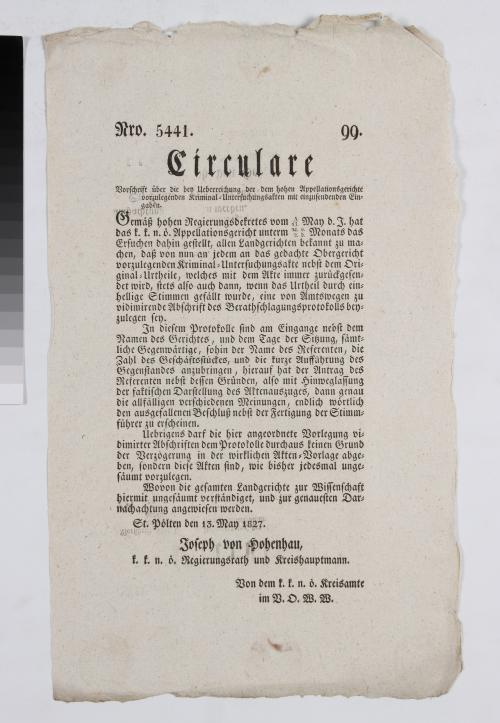 Nro. 5441. 99.
Circulare
Vorschrift über die bey Ueberreichung der dem hohen Appellationsgerichte
vorzulegenden Kriminal-Untersuchungsakten mit einzusendenden Ein-
gaben.
Gemäß hohen Regierungsdekretes vom May d. J. hat
das k. k. n. ö. Appellationsgericht unterm Monats das
Ersuchen dahin gestellt, allen Landgerichten bekannt zu ma-
chen, daß von nun an jedem an das gedachte Obergericht
vorzulegenden Kriminal-Untersuchungsakte nebst dem Ori-
ginal-Urtheile, welches mit dem Akte immer zurückgesen-
det wird, stets also auch dann, wenn das Urtheil durch ein-
hellige Stimmen gefällt wurde, eine von Amtswegen zu
vidimirende Abschrift des Berathschlagungsprotokolls bey-
zulegen sey.
In diesem Protokolle sind am Eingange nebst dem
Namen des Gerichtes, und dem Tage der Sitzung, sämt-
liche Gegenwärtige, sohin der Name des Referenten, die
Zahl des Geschäftsstückes, und die kurze Aufführung des
Gegenstandes anzubringen, hierauf hat der Antrag des
Referenten nebst dessen Gründen, also mit Hinweglassung
der faktischen Darstellung des Aktenauszuges, dann genau
die allfälligen verschiedenen Meinungen, endlich wörtlich
den ausgefallenen Beschluß nebst der Fertigung der Stimm-
führer zu erscheinen.
Uebrigens darf die hier angeordnete Vorlegung vi-
dimirter Abschriften dem Protokolle durchaus keinen Grund
der Verzögerung in der wirklichen Akten-Vorlage abge-
ben, sondern diese Akten sind, wie bisher jedesmal unge-
säumt vorzulegen.
Wovon die gesamten Landgerichte zur Wissenschaft
hiermit ungesäumt verständiget, und zur genauesten Dar-
nachachtung angewiesen werden.
St. Pölten den 13. May 1827.
Joseph von Hohenhau,
k. k. n. ö. Regierungsrath und Kreishauptmann.
Von dem k. k. n. ö. Kreisamte
im V. O. W. W.